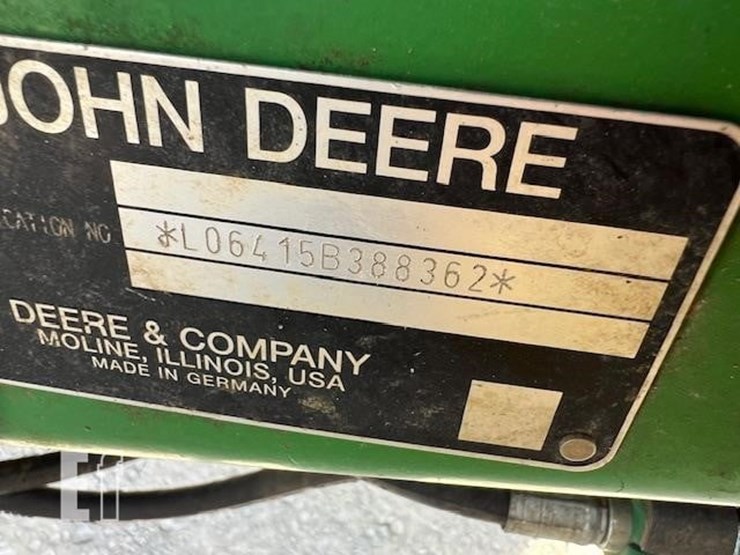 JOHN DEERE
CATION NO
*L06415B388362*
DEERE & COMPANY
MOLINE, ILLINOIS, USA
MADE IN GERMANY